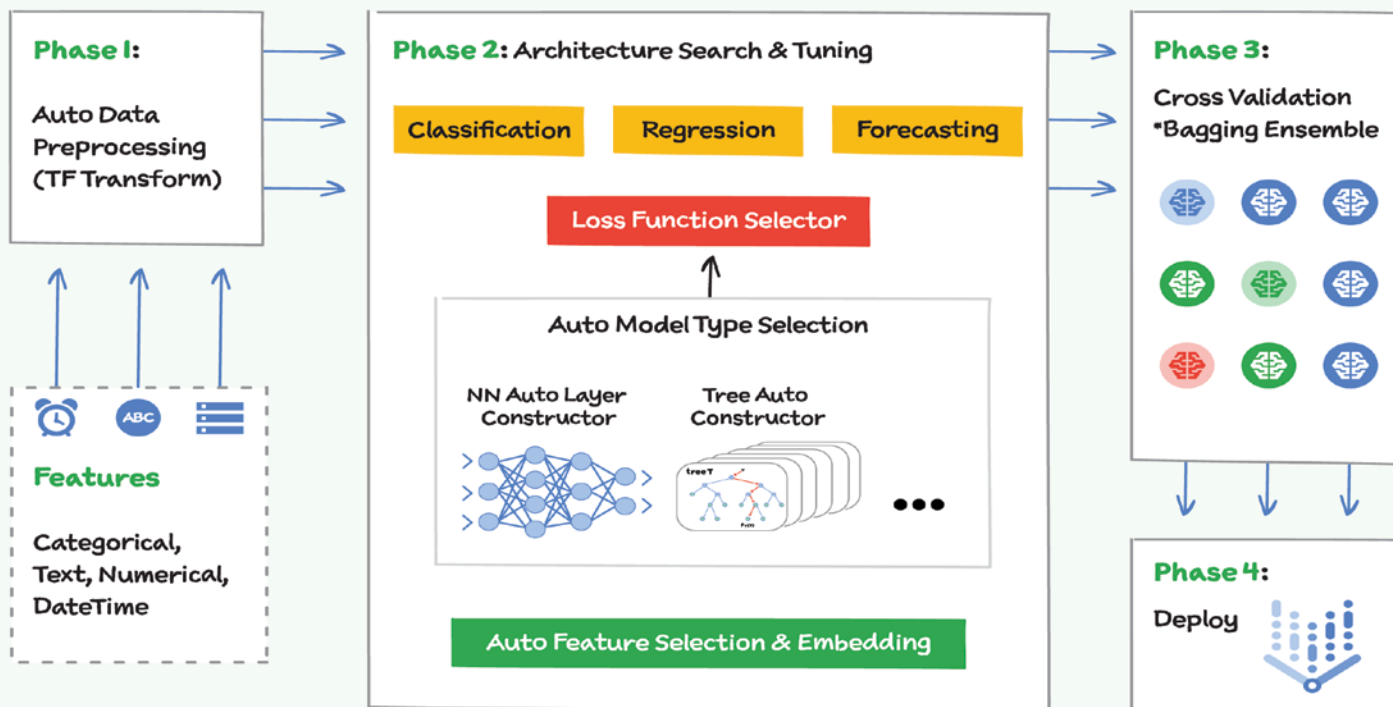 Phase 1:
Auto Data
Preprocessing
(TF Transform)
ABC
Features
Categorical,
Text, Numerical,
DateTime
Phase 2: Architecture Search & Tuning
Classification
Regression
Forecasting
Loss Function Selector
Auto Model Type Selection
NN Auto Layer
Constructor
Tree Auto
Constructor
tree T
Auto Feature Selection & Embedding
Phase 3:
Cross Validation
*Bagging Ensemble
Phase 4:
Deploy